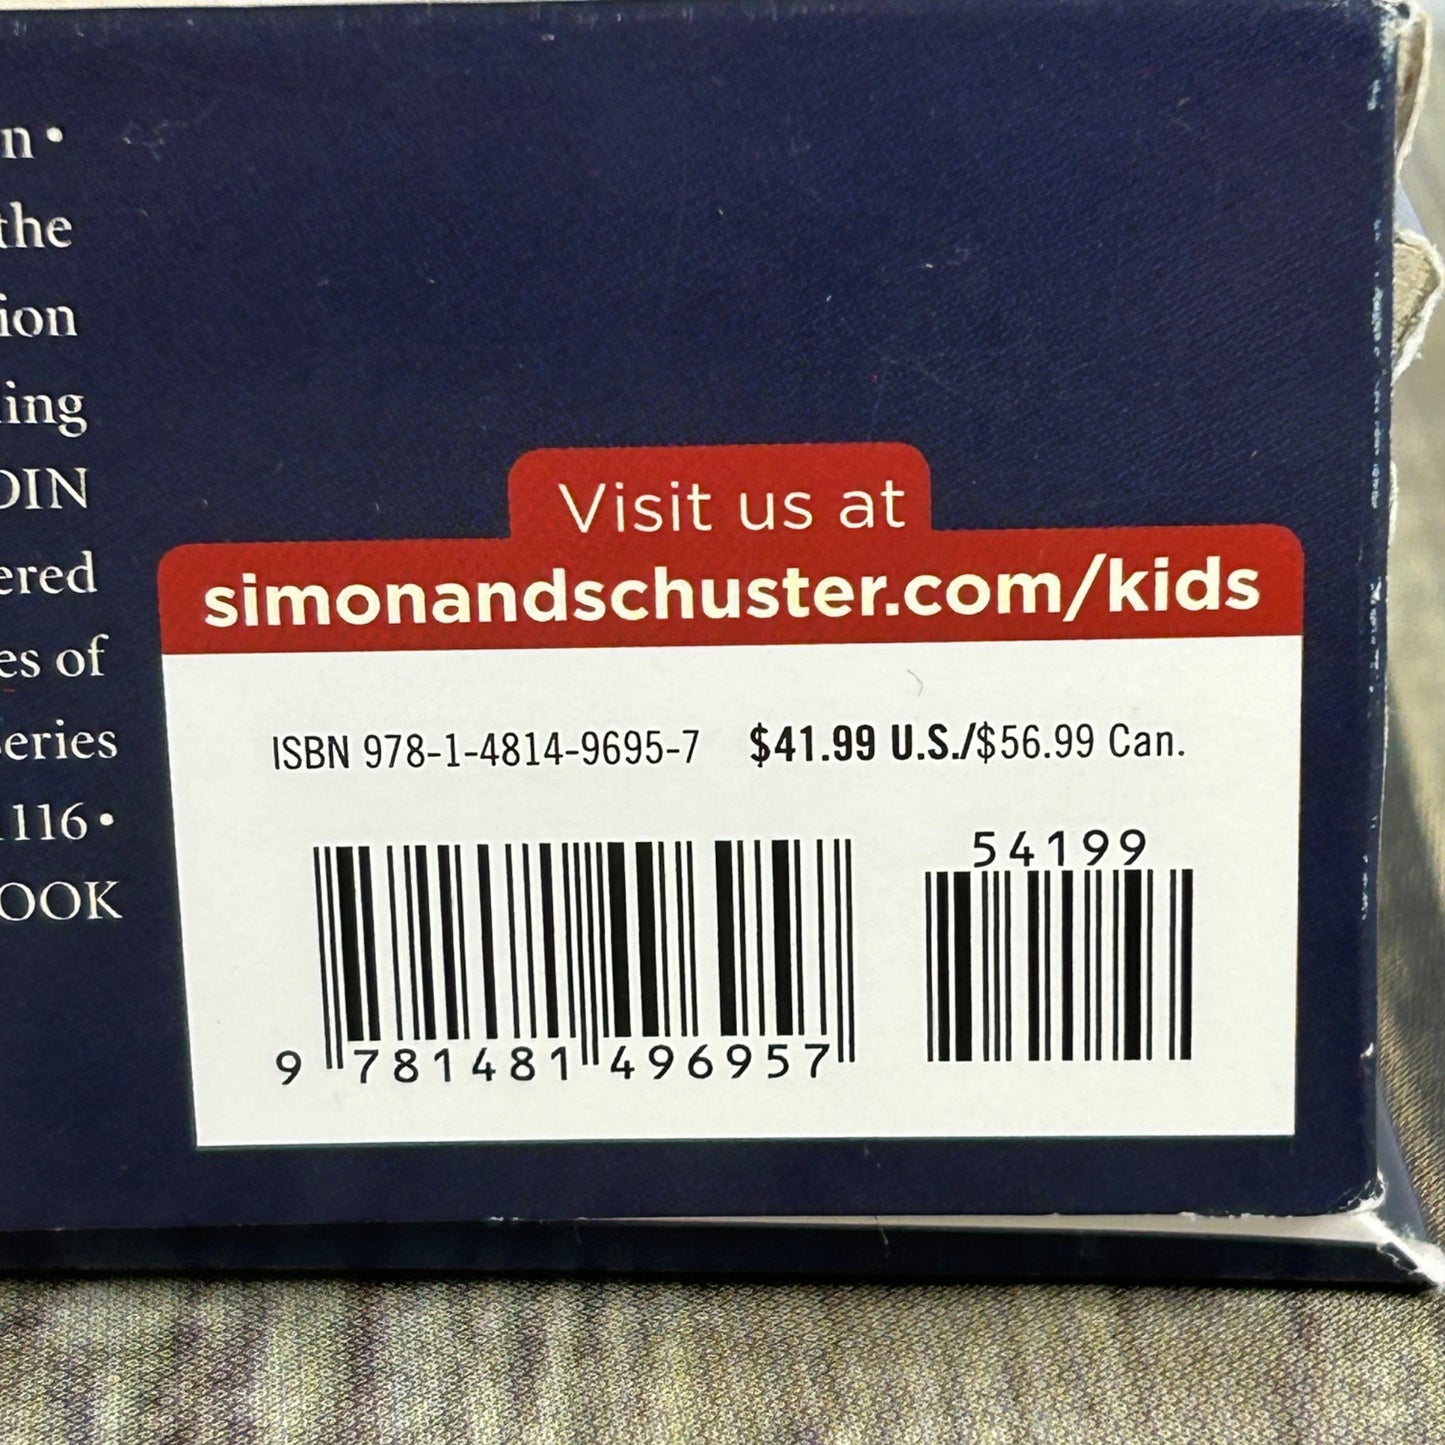 n •
the
ion
ing
DIN
ered
es of
eries
116 •
OOK
Visit us at
simonandschuster.com/kids
ISBN 978-1-4814-9695-7 $41.99 U.S./$56.99 Can.
54199
9 781481 496957